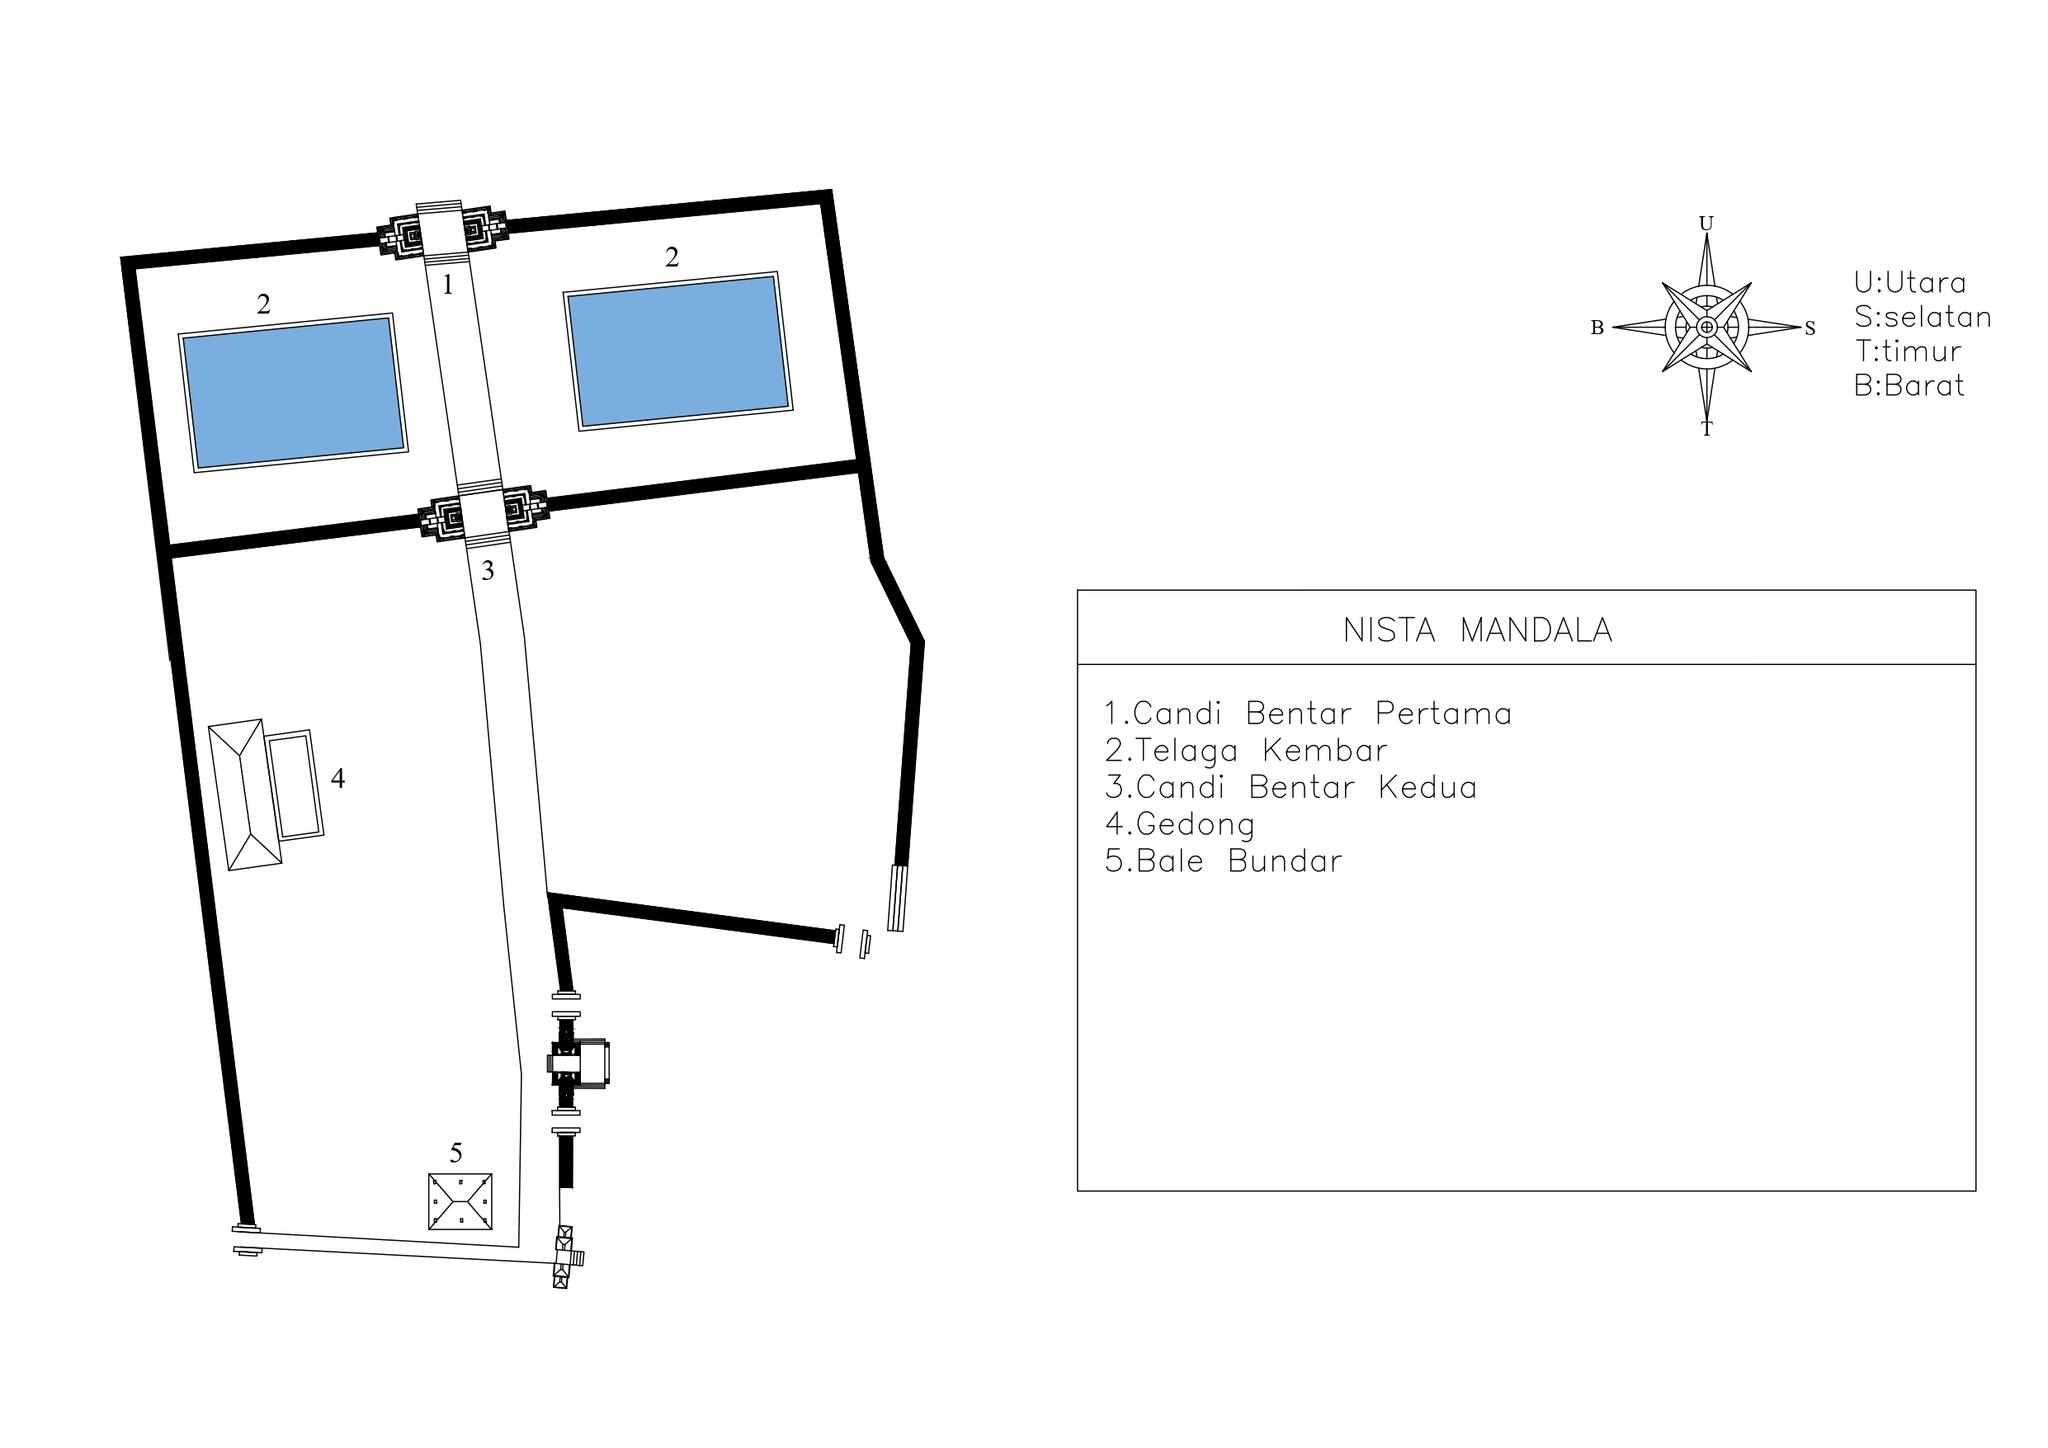 U
B
S
T
U:Utara
S:selatan
T:timur
B:Barat
1
2
2
3
4
5
NISTA MANDALA
1.Candi Bentar Pertama
2.Telaga Kembar
3.Candi Bentar Kedua
4.Gedong
5.Bale Bundar